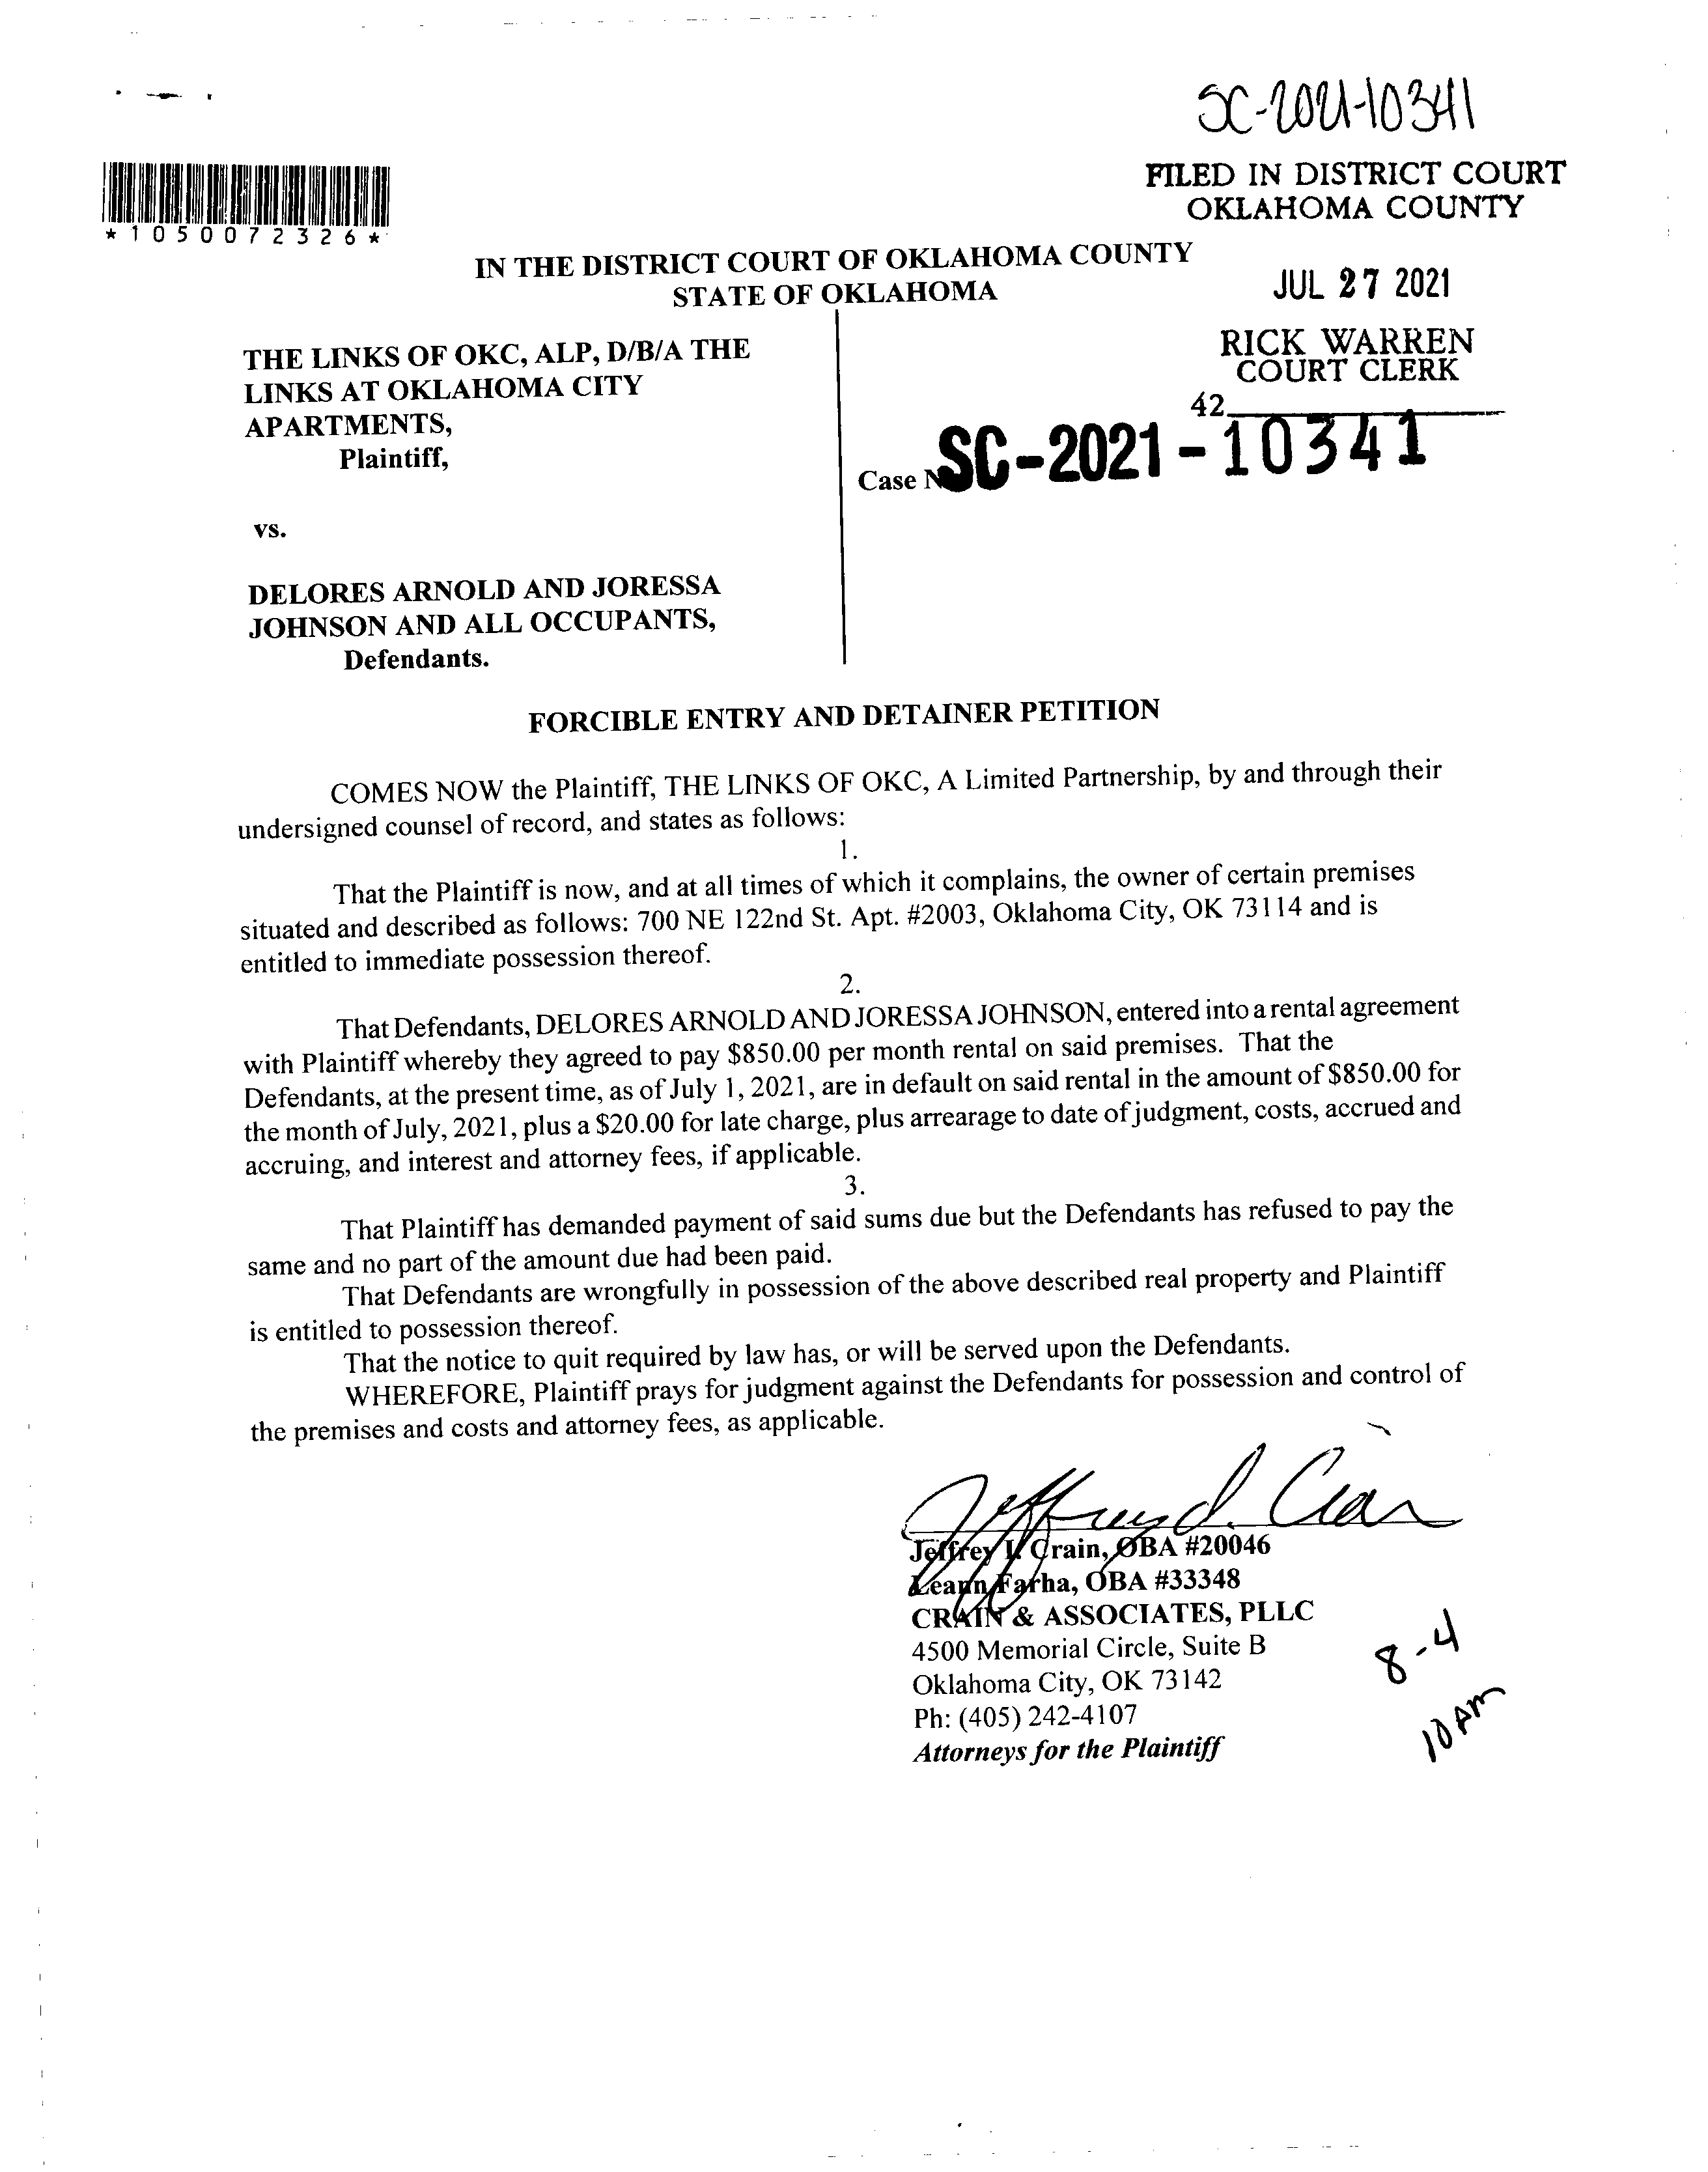 SC-2021-10341
FILED IN DISTRICT COURT
OKLAHOMA COUNTY
*1050072326*
IN THE DISTRICT COURT OF OKLAHOMA COUNTY
STATE OF OKLAHOMA
JUL 27 2021
RICK WARREN
COURT CLERK
42
THE LINKS OF OKC, ALP, D/B/A THE
LINKS AT OKLAHOMA CITY
APARTMENTS,
Plaintiff,
Case N SC-2021-10341
vs.
DELORES ARNOLD AND JORESSA
JOHNSON AND ALL OCCUPANTS,
Defendants.
FORCIBLE ENTRY AND DETAINER PETITION
COMES NOW the Plaintiff, THE LINKS OF OKC, A Limited Partnership, by and through their
undersigned counsel of record, and states as follows:
1.
That the Plaintiff is now, and at all times of which it complains, the owner of certain premises
situated and described as follows: 700 NE 122nd St. Apt. #2003, Oklahoma City, OK 73114 and is
entitled to immediate possession thereof.
2.
That Defendants, DELORES ARNOLD AND JORESSA JOHNSON, entered into a rental agreement
with Plaintiff whereby they agreed to pay $850.00 per month rental on said premises. That the
Defendants, at the present time, as of July 1, 2021, are in default on said rental in the amount of $850.00 for
the month of July, 2021, plus a $20.00 for late charge, plus arrearage to date of judgment, costs, accrued and
accruing, and interest and attorney fees, if applicable.
3.
That Plaintiff has demanded payment of said sums due but the Defendants has refused to pay the
same and no part of the amount due had been paid.
That Defendants are wrongfully in possession of the above described real property and Plaintiff
is entitled to possession thereof.
That the notice to quit required by law has, or will be served upon the Defendants.
WHEREFORE, Plaintiff prays for judgment against the Defendants for possession and control of
the premises and costs and attorney fees, as applicable.
Jeffrey I. Crain, OBA #20046
Leann Farha, OBA #33348
CRAIN & ASSOCIATES, PLLC
4500 Memorial Circle, Suite B
Oklahoma City, OK 73142
Ph: (405) 242-4107
Attorneys for the Plaintiff
8-4
10 AM